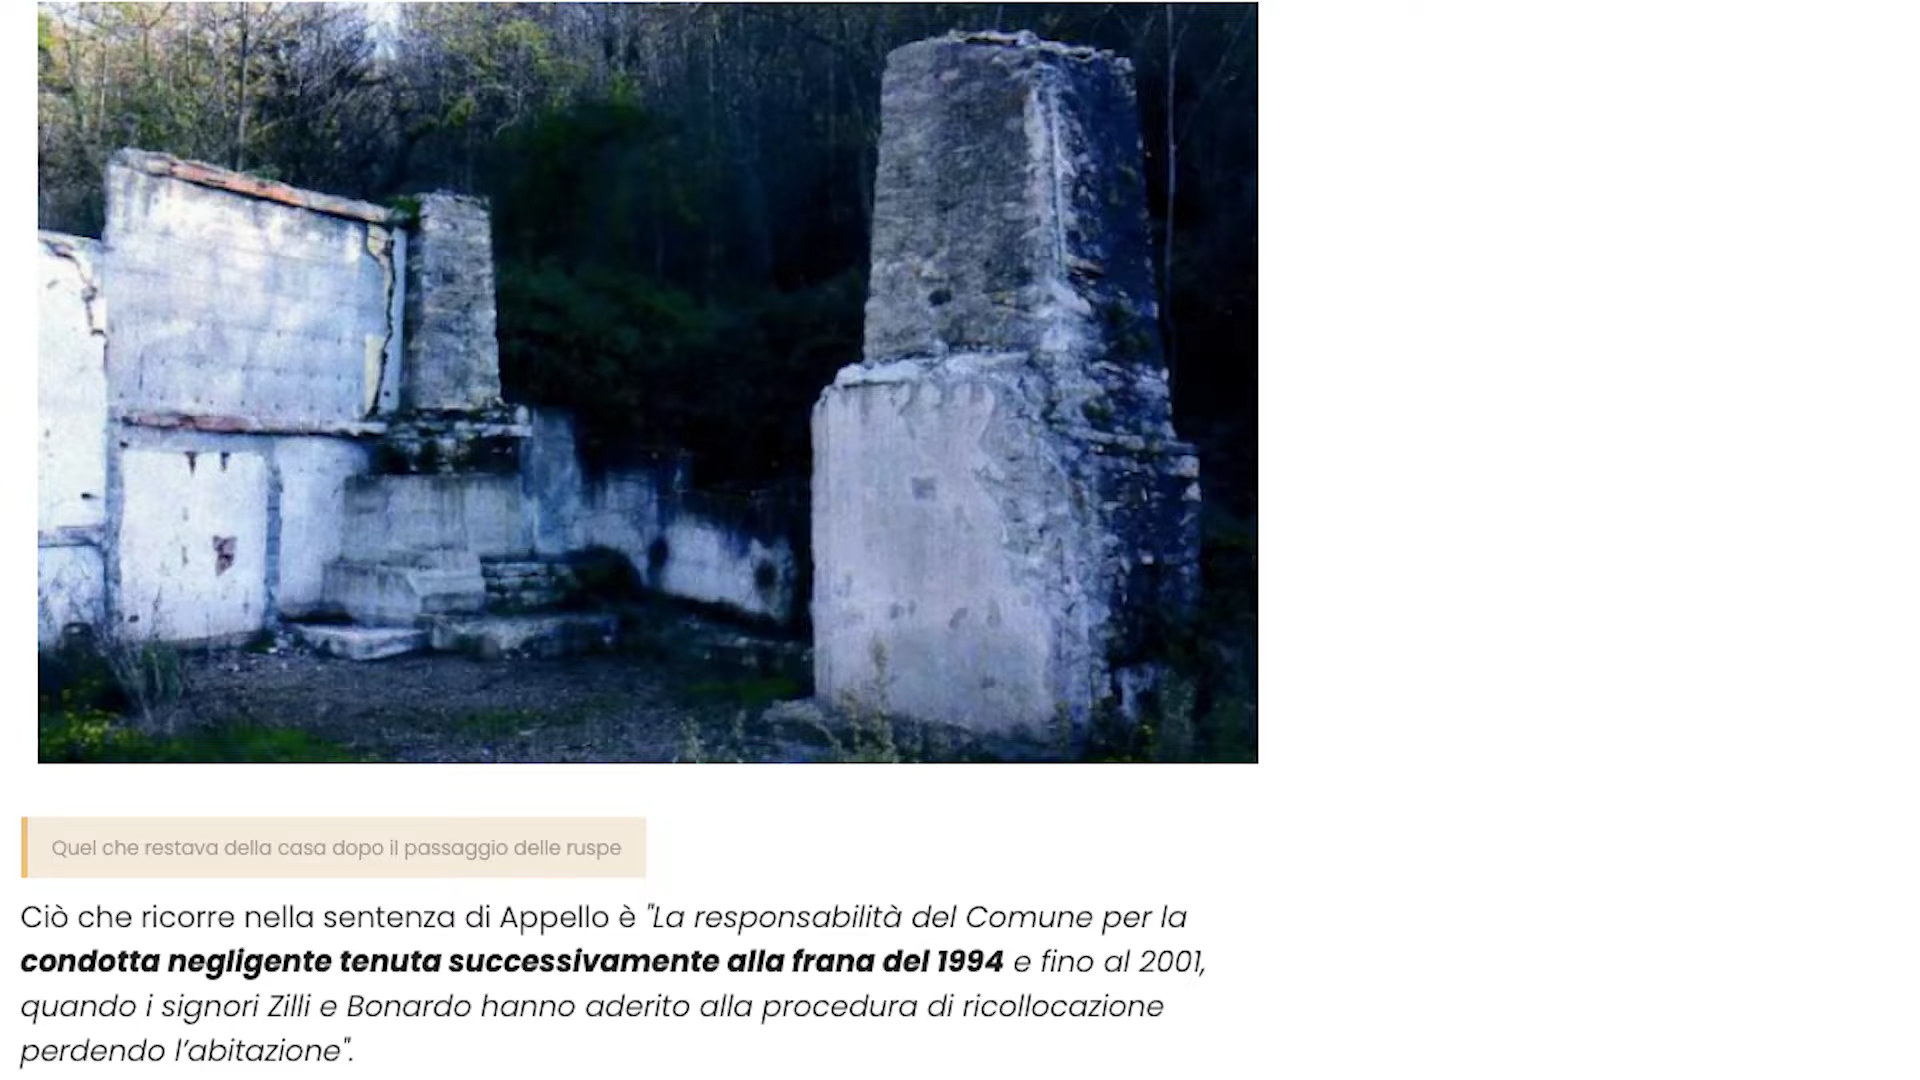 Quel che restava della casa dopo il passaggio delle ruspe
Ciò che ricorre nella sentenza di Appello è "La responsabilità del Comune per la
condotta negligente tenuta successivamente alla frana del 1994 e fino al 2001,
quando i signori Zilli e Bonardo hanno aderito alla procedura di ricollocazione
perdendo l'abitazione".